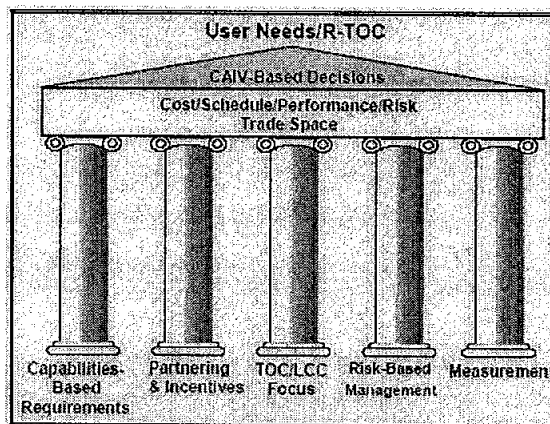 User Needs/R-TOC
CAIV-Based Decisions
Cost/Schedule/Performance/Risk
Trade Space
Capabilities-
Based
Requirements
Partnering
& Incentives
TOC/LCC
Focus
Risk-Based
Management
Measuremen